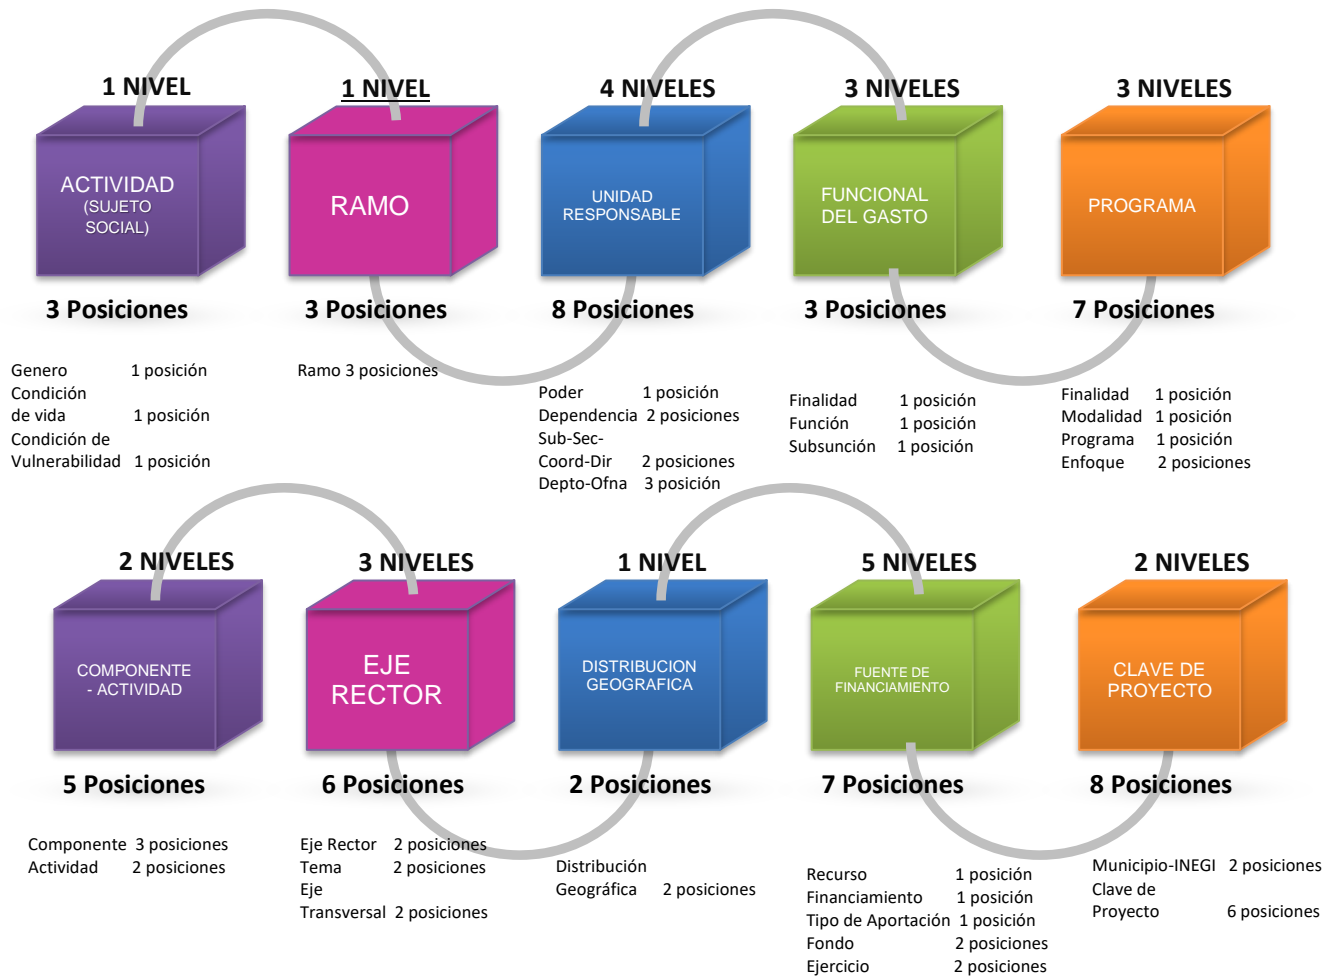 1 NIVEL
1 NIVEL
4 NIVELES
3 NIVELES
3 NIVELES
ACTIVIDAD
(SUJETO
SOCIAL)
RAMO
UNIDAD
RESPONSABLE
FUNCIONAL
DEL GASTO
PROGRAMA
3 Posiciones
3 Posiciones
8 Posiciones
3 Posiciones
7 Posiciones
Genero 1 posición
Condición
de vida 1 posición
Condición de
Vulnerabilidad 1 posición
Ramo 3 posiciones
Poder 1 posición
Dependencia 2 posiciones
Sub-Sec-
Coord-Dir 2 posiciones
Depto-Ofna 3 posición
Finalidad 1 posición
Función 1 posición
Subsunción 1 posición
Finalidad 1 posición
Modalidad 1 posición
Programa 1 posición
Enfoque 2 posiciones
2 NIVELES
3 NIVELES
1 NIVEL
5 NIVELES
2 NIVELES
COMPONENTE
- ACTIVIDAD
EJE
RECTOR
DISTRIBUCION
GEOGRAFICA
FUENTE DE
FINANCIAMIENTO
CLAVE DE
PROYECTO
5 Posiciones
6 Posiciones
2 Posiciones
7 Posiciones
8 Posiciones
Componente 3 posiciones
Actividad 2 posiciones
Eje Rector 2 posiciones
Tema 2 posiciones
Eje
Transversal 2 posiciones
Distribución
Geográfica 2 posiciones
Recurso 1 posición
Financiamiento 1 posición
Tipo de Aportación 1 posición
Fondo 2 posiciones
Ejercicio 2 posiciones
Municipio-INEGI 2 posiciones
Clave de
Proyecto 6 posiciones